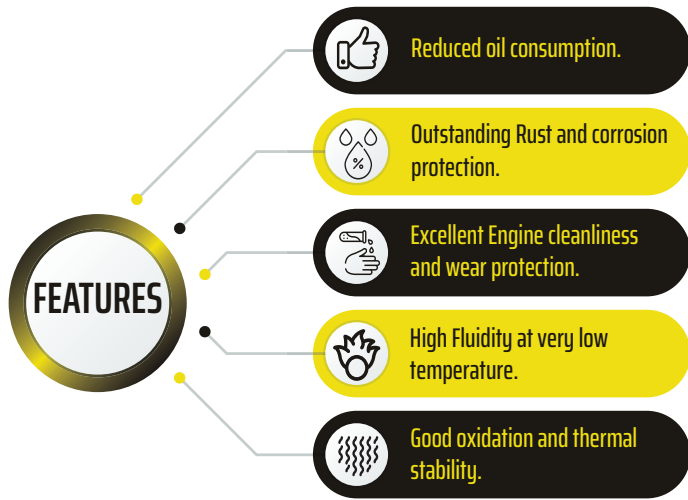 Reduced oil consumption.
Outstanding Rust and corrosion
protection.
%
Excellent Engine cleanliness
and wear protection.
FEATURES
High Fluidity at very low
temperature.
Good oxidation and thermal
stability.